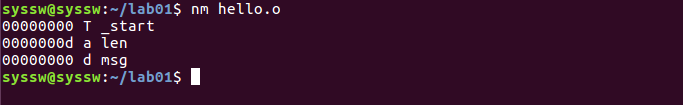 syssw@syssw:~/lab01$ nm hello.o
00000000 T _start
0000000d a len
00000000 d msg
syssw@syssw:~/lab01$